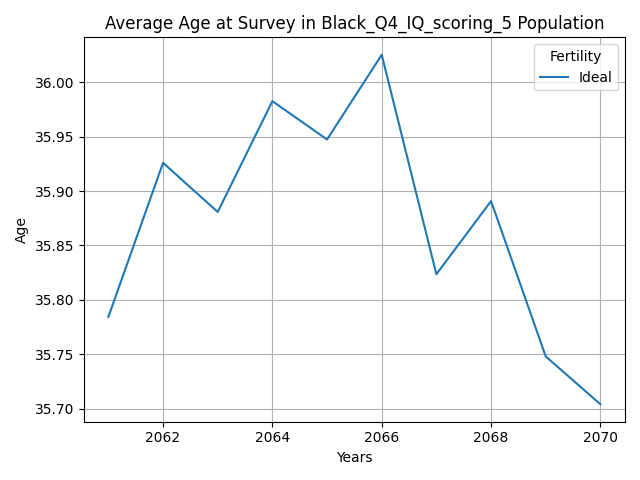 Average Age at Survey in Black_Q4_IQ_scoring_5 Population
Fertility
Ideal
36.00
35.95
35.90
35.85
35.80
35.75
35.70
Age
2062 2064 2066 2068 2070
Years